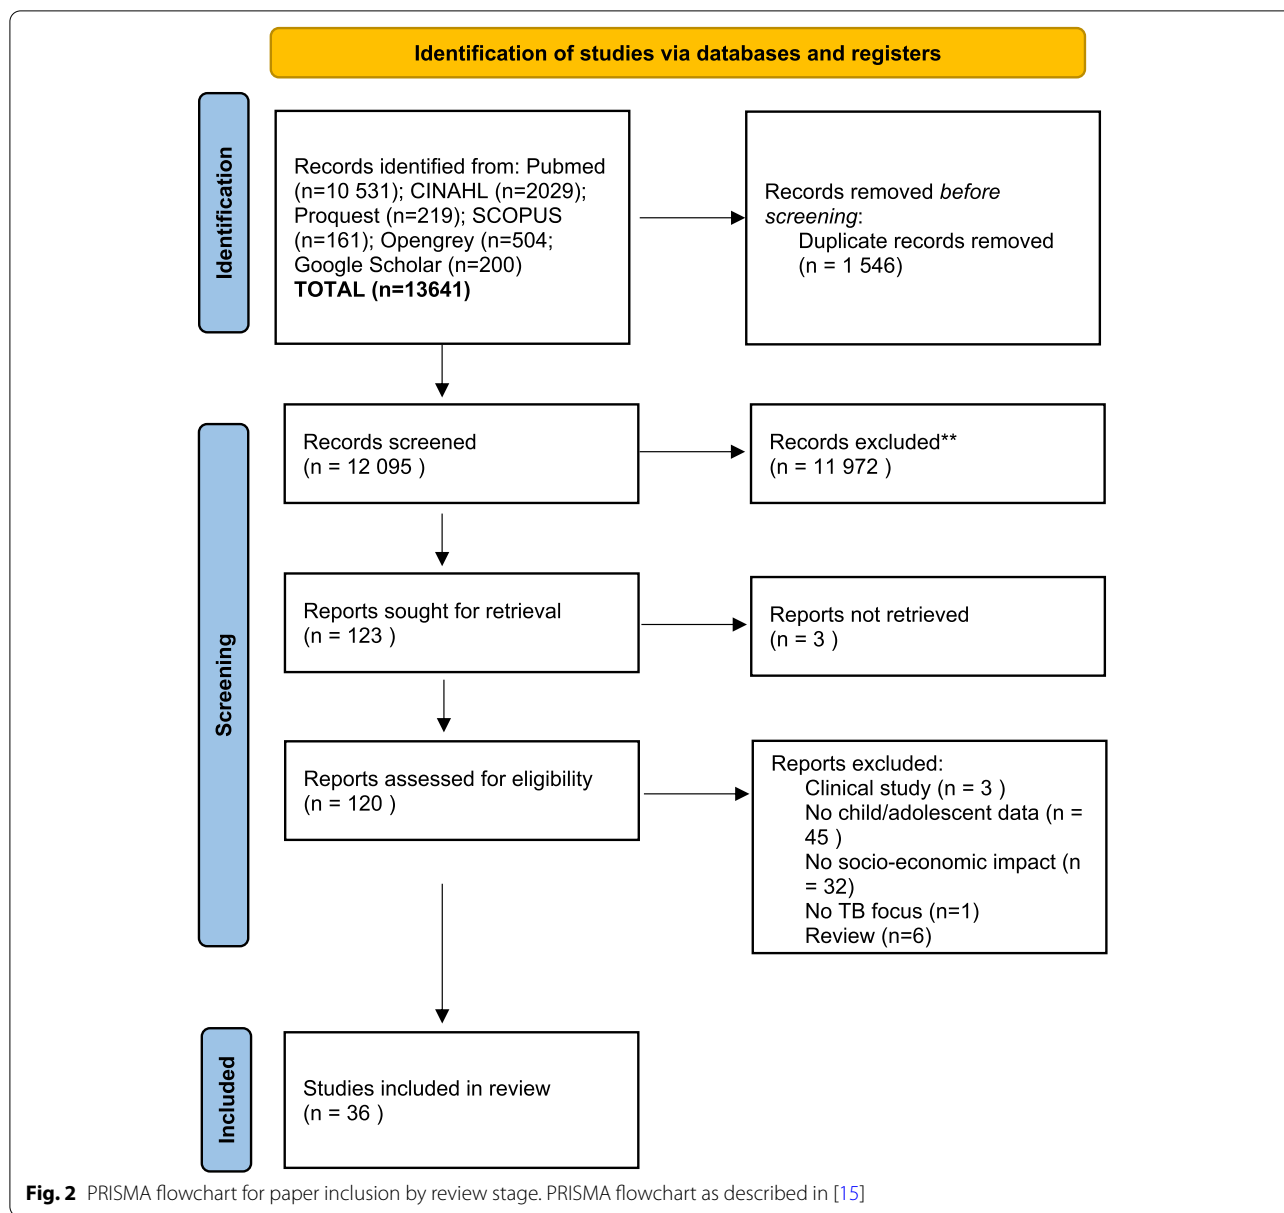 Identification of studies via databases and registers
Identification
Records identified from: Pubmed
(n=10 531); CINAHL (n=2029);
Proquest (n=219); SCOPUS
(n=161); Opengrey (n=504;
Google Scholar (n=200)
TOTAL (n=13641)
Records removed before
screening:
Duplicate records removed
(n = 1 546)
Screening
Records screened
(n = 12 095 )
Records excluded**
(n = 11 972 )
Reports sought for retrieval
(n = 123 )
Reports not retrieved
(n = 3 )
Reports assessed for eligibility
(n = 120 )
Reports excluded:
Clinical study (n = 3 )
No child/adolescent data (n =
45 )
No socio-economic impact (n
= 32)
No TB focus (n=1)
Review (n=6)
Included
Studies included in review
(n = 36 )
Fig. 2 PRISMA flowchart for paper inclusion by review stage. PRISMA flowchart as described in [15]